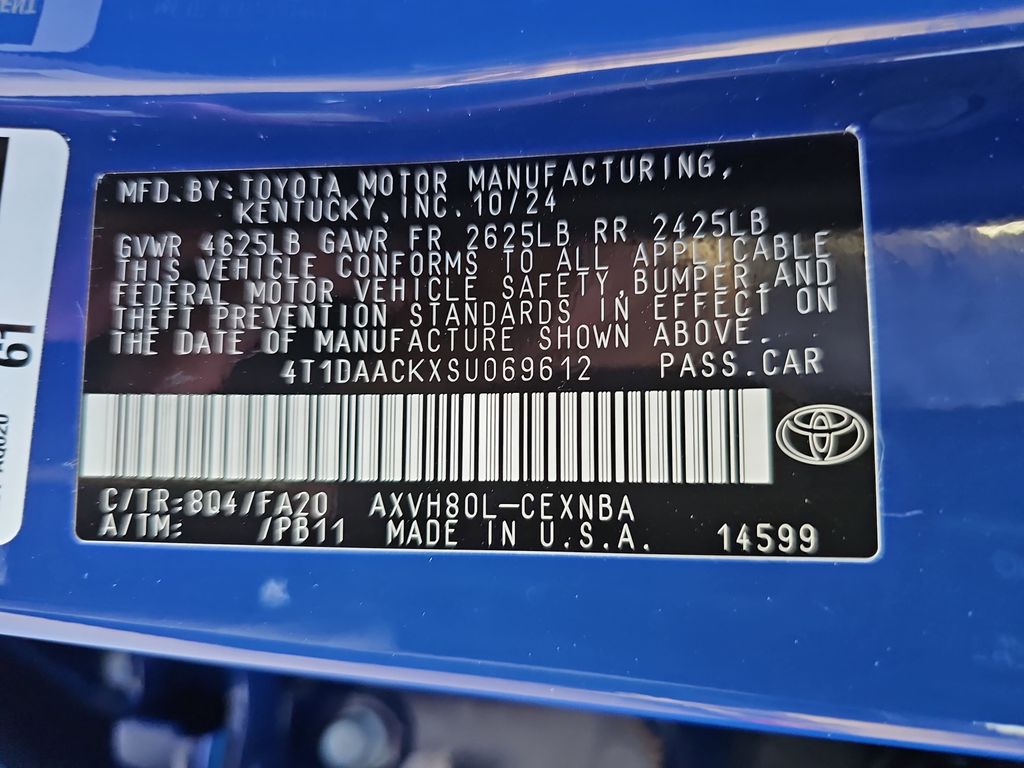 MFD.BY:TOYOTA MOTOR MANUFACTURING,
KENTUCKY,INC.10/24
GVWR 4625LB GAWR FR 2625LB RR 2425LB
THIS VEHICLE CONFORMS TO ALL APPLICABLE
FEDERAL MOTOR VEHICLE SAFETY,BUMPER,AND
THEFT PREVENTION STANDARDS IN EFFECT ON
THE DATE OF MANUFACTURE SHOWN ABOVE.
4T1DAACKXSU069612 PASS.CAR
C/TR:8Q4/FA20 AXVH80L-CEXNBA
A/TM: /PB11 MADE IN U.S.A. 14599
61